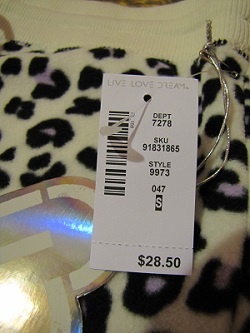 LIVE LOVE DREAM
DEPT
7278
SKU
91831865
STYLE
9973
047
S
$28.50